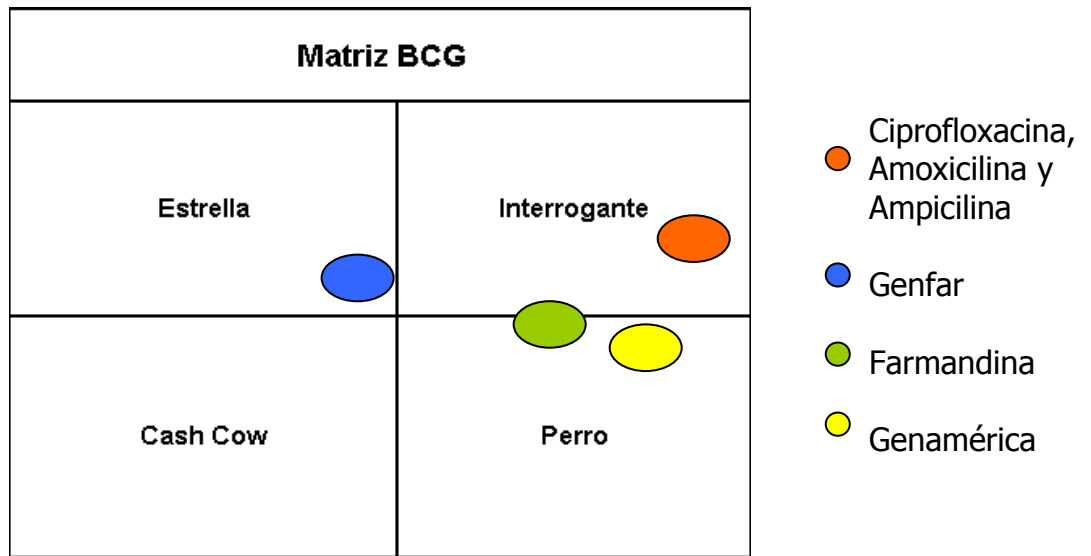 Matriz BCG
Estrella
Interrogante
Cash Cow
Perro
Ciprofloxacina,
Amoxicilina y
Ampicilina
Genfar
Farmandina
Genamérica